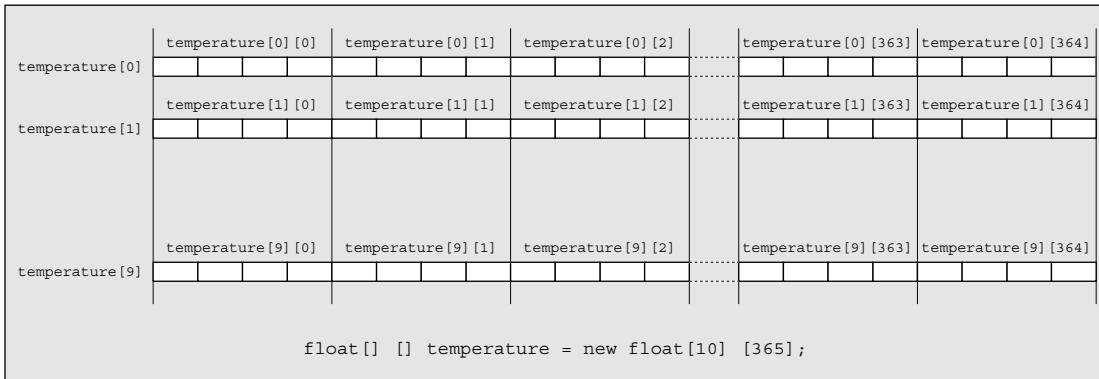 temperature[0][0] temperature[0][1] temperature[0][2] temperature[0][363] temperature[0][364]
temperature[0]
temperature[1][0] temperature[1][1] temperature[1][2] temperature[1][363] temperature[1][364]
temperature[1]
temperature[9][0] temperature[9][1] temperature[9][2] temperature[9][363] temperature[9][364]
temperature[9]
float[] [] temperature = new float[10] [365];